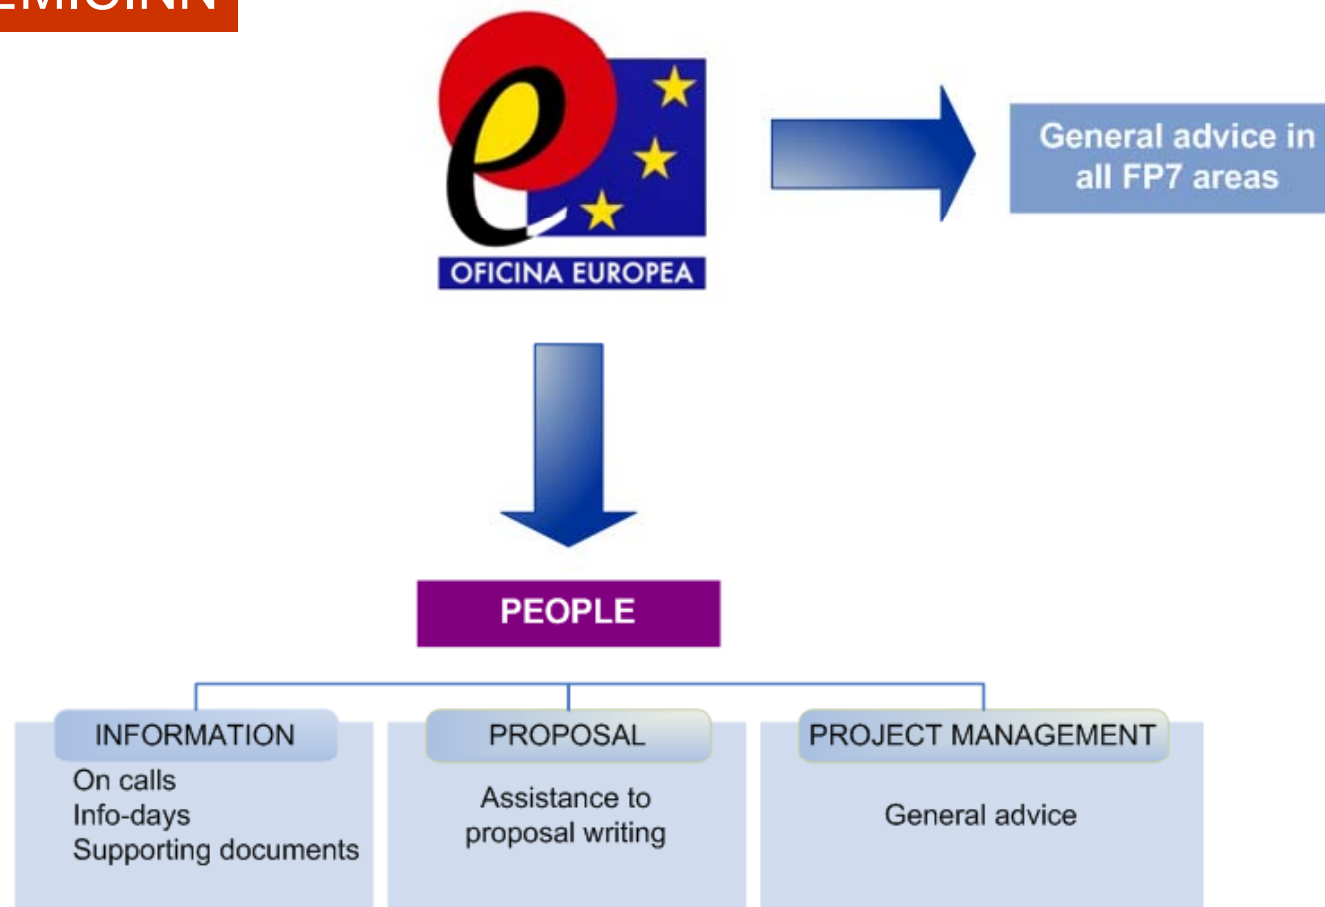 OFICINA EUROPEA
General advice in
all FP7 areas
PEOPLE
INFORMATION
On calls
Info-days
Supporting documents
PROPOSAL
Assistance to
proposal writing
PROJECT MANAGEMENT
General advice